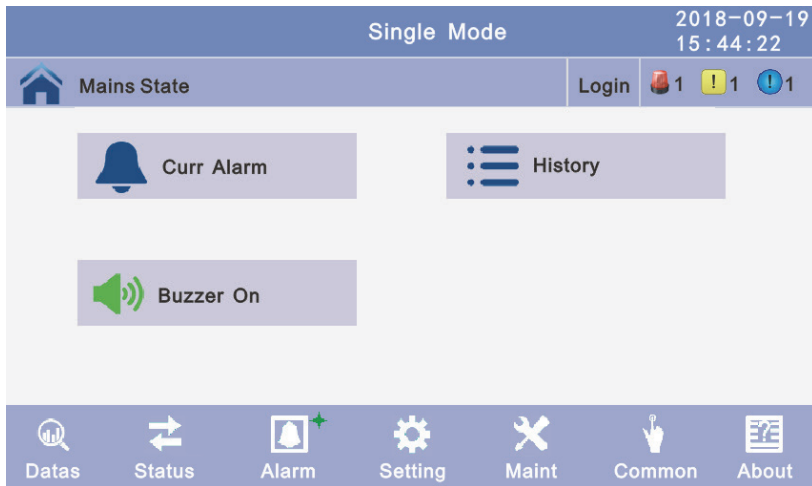 Single Mode
2018-09-19
15:44:22
Mains State
Login
1
! 1
! 1
Curr Alarm
History
Buzzer On
Datas
Status
Alarm
Setting
Maint
Common
About